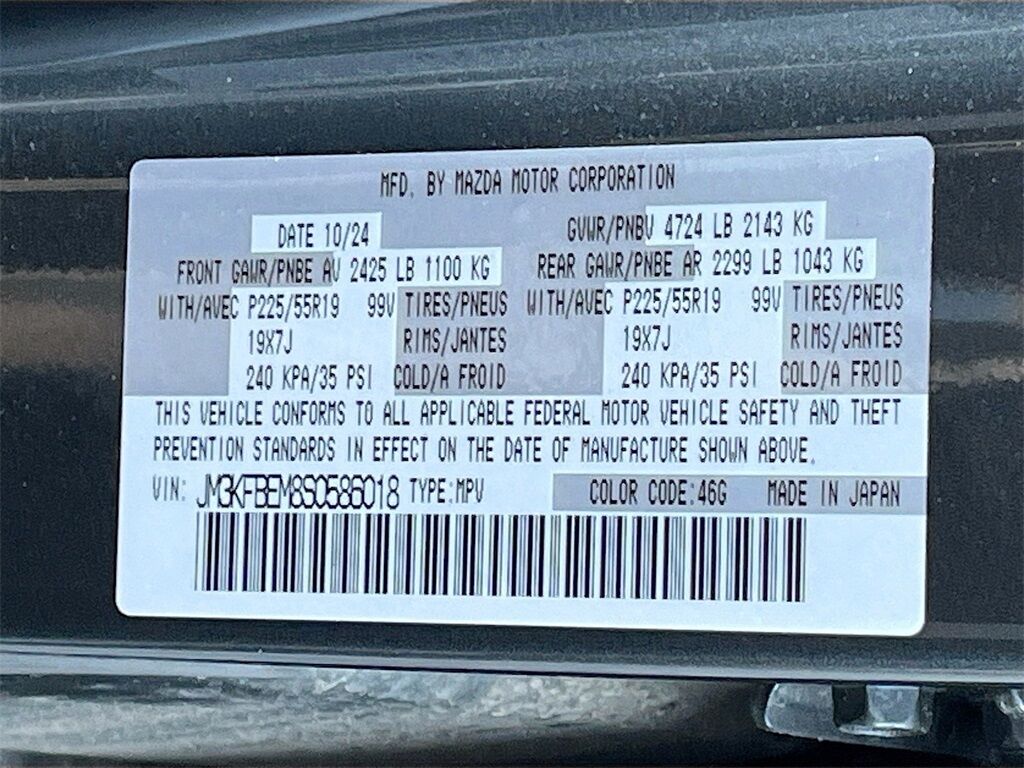 MFD. BY MAZDA MOTOR CORPORATION
DATE 10/24 GVWR/PNBV 4724 LB 2143 KG
FRONT GAWR/PNBE AV 2425 LB 1100 KG REAR GAWR/PNBE AR 2299 LB 1043 KG
WITH/AVEC P225/55R19 99V TIRES/PNEUS WITH/AVEC P225/55R19 99V TIRES/PNEUS
19X7J RIMS/JANTES 19X7J RIMS/JANTES
240 KPA/35 PSI COLD/A FROID 240 KPA/35 PSI COLD/A FROID
THIS VEHICLE CONFORMS TO ALL APPLICABLE FEDERAL MOTOR VEHICLE SAFETY AND THEFT
PREVENTION STANDARDS IN EFFECT ON THE DATE OF MANUFACTURE SHOWN ABOVE.
VIN: JM3KFBEM8S0586018 TYPE:MPV COLOR CODE:46G MADE IN JAPAN